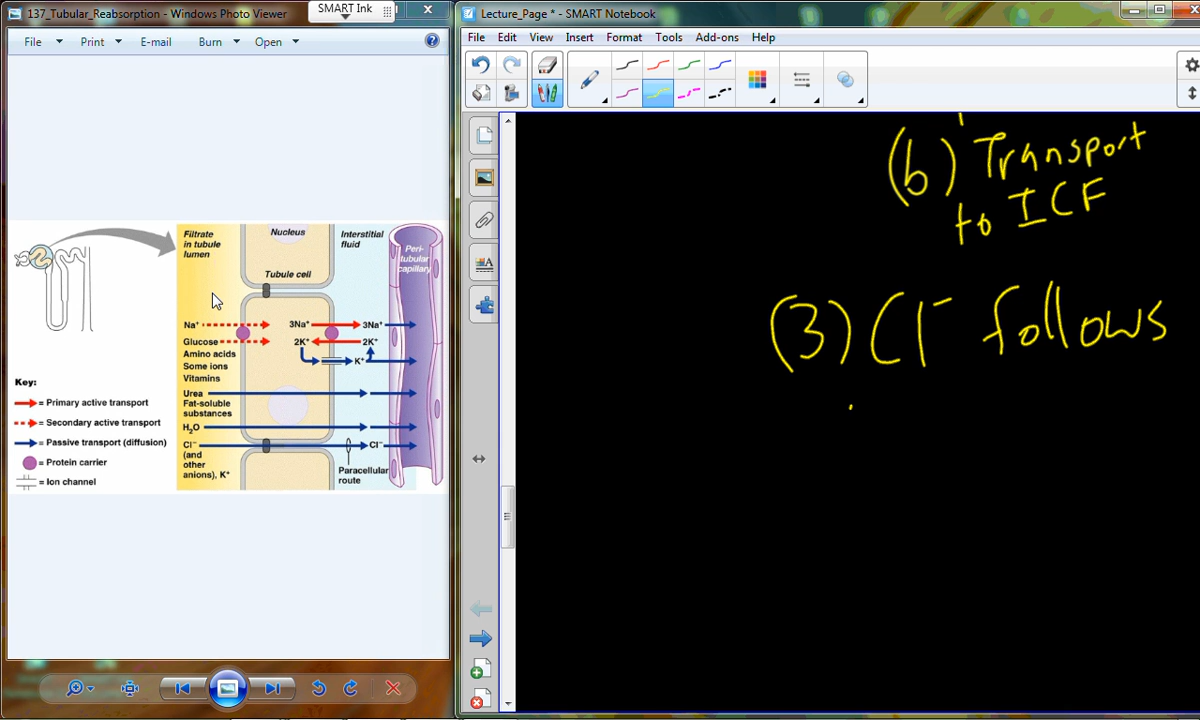 137_Tubular_Reabsorption - Windows Photo Viewer
SMART Ink
File Print E-mail Burn Open
Filtrate
in tubule
lumen
Nucleus
Interstitial
fluid
Peri-
tubular
capillary
Tubule cell
Na⁺
3Na⁺
3Na⁺
Glucose
2K⁺
2K⁺
Amino acids
Some ions
Vitamins
K⁺
Urea
Fat-soluble
substances
H₂O
Cl⁻
(and
other
anions), K⁺
Cl⁻
Paracellular
route
Key:
= Primary active transport
= Secondary active transport
= Passive transport (diffusion)
= Protein carrier
= Ion channel
Lecture_Page * - SMART Notebook
File Edit View Insert Format Tools Add-ons Help
(b) Transport
to ICF
(3) Cl⁻ follows